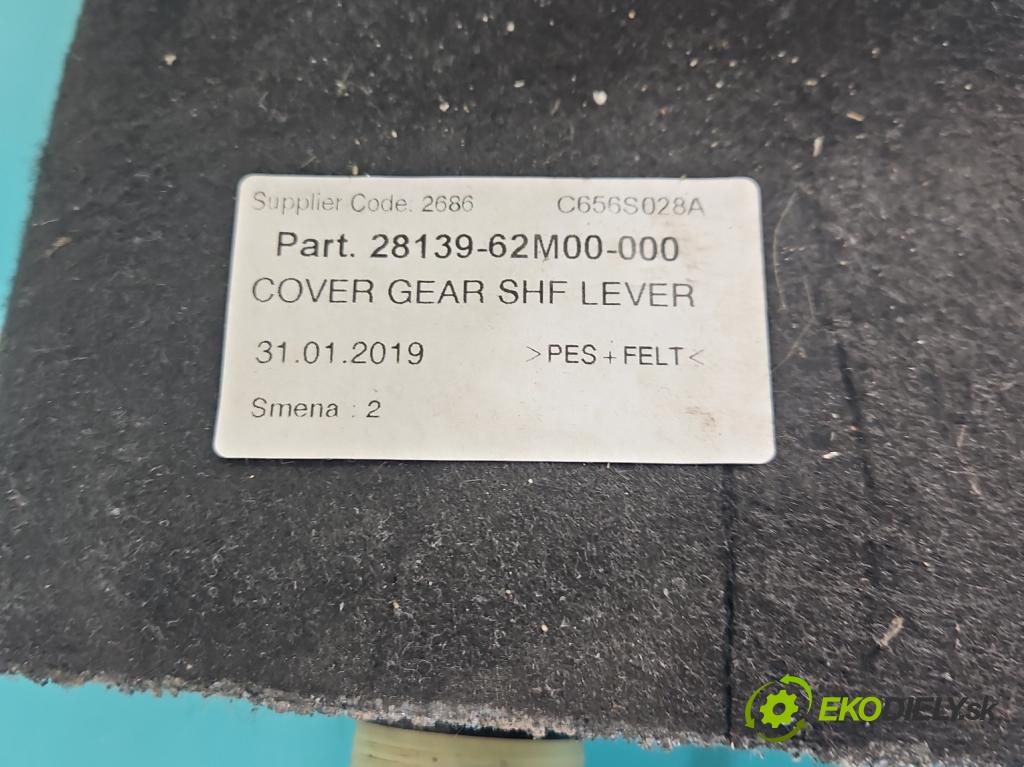 Supplier Code: 2686 C656S028A
Part. 28139-62M00-000
COVER GEAR SHF LEVER
31.01.2019 >PES+FELT<
Smena : 2
EKODIELY.sk